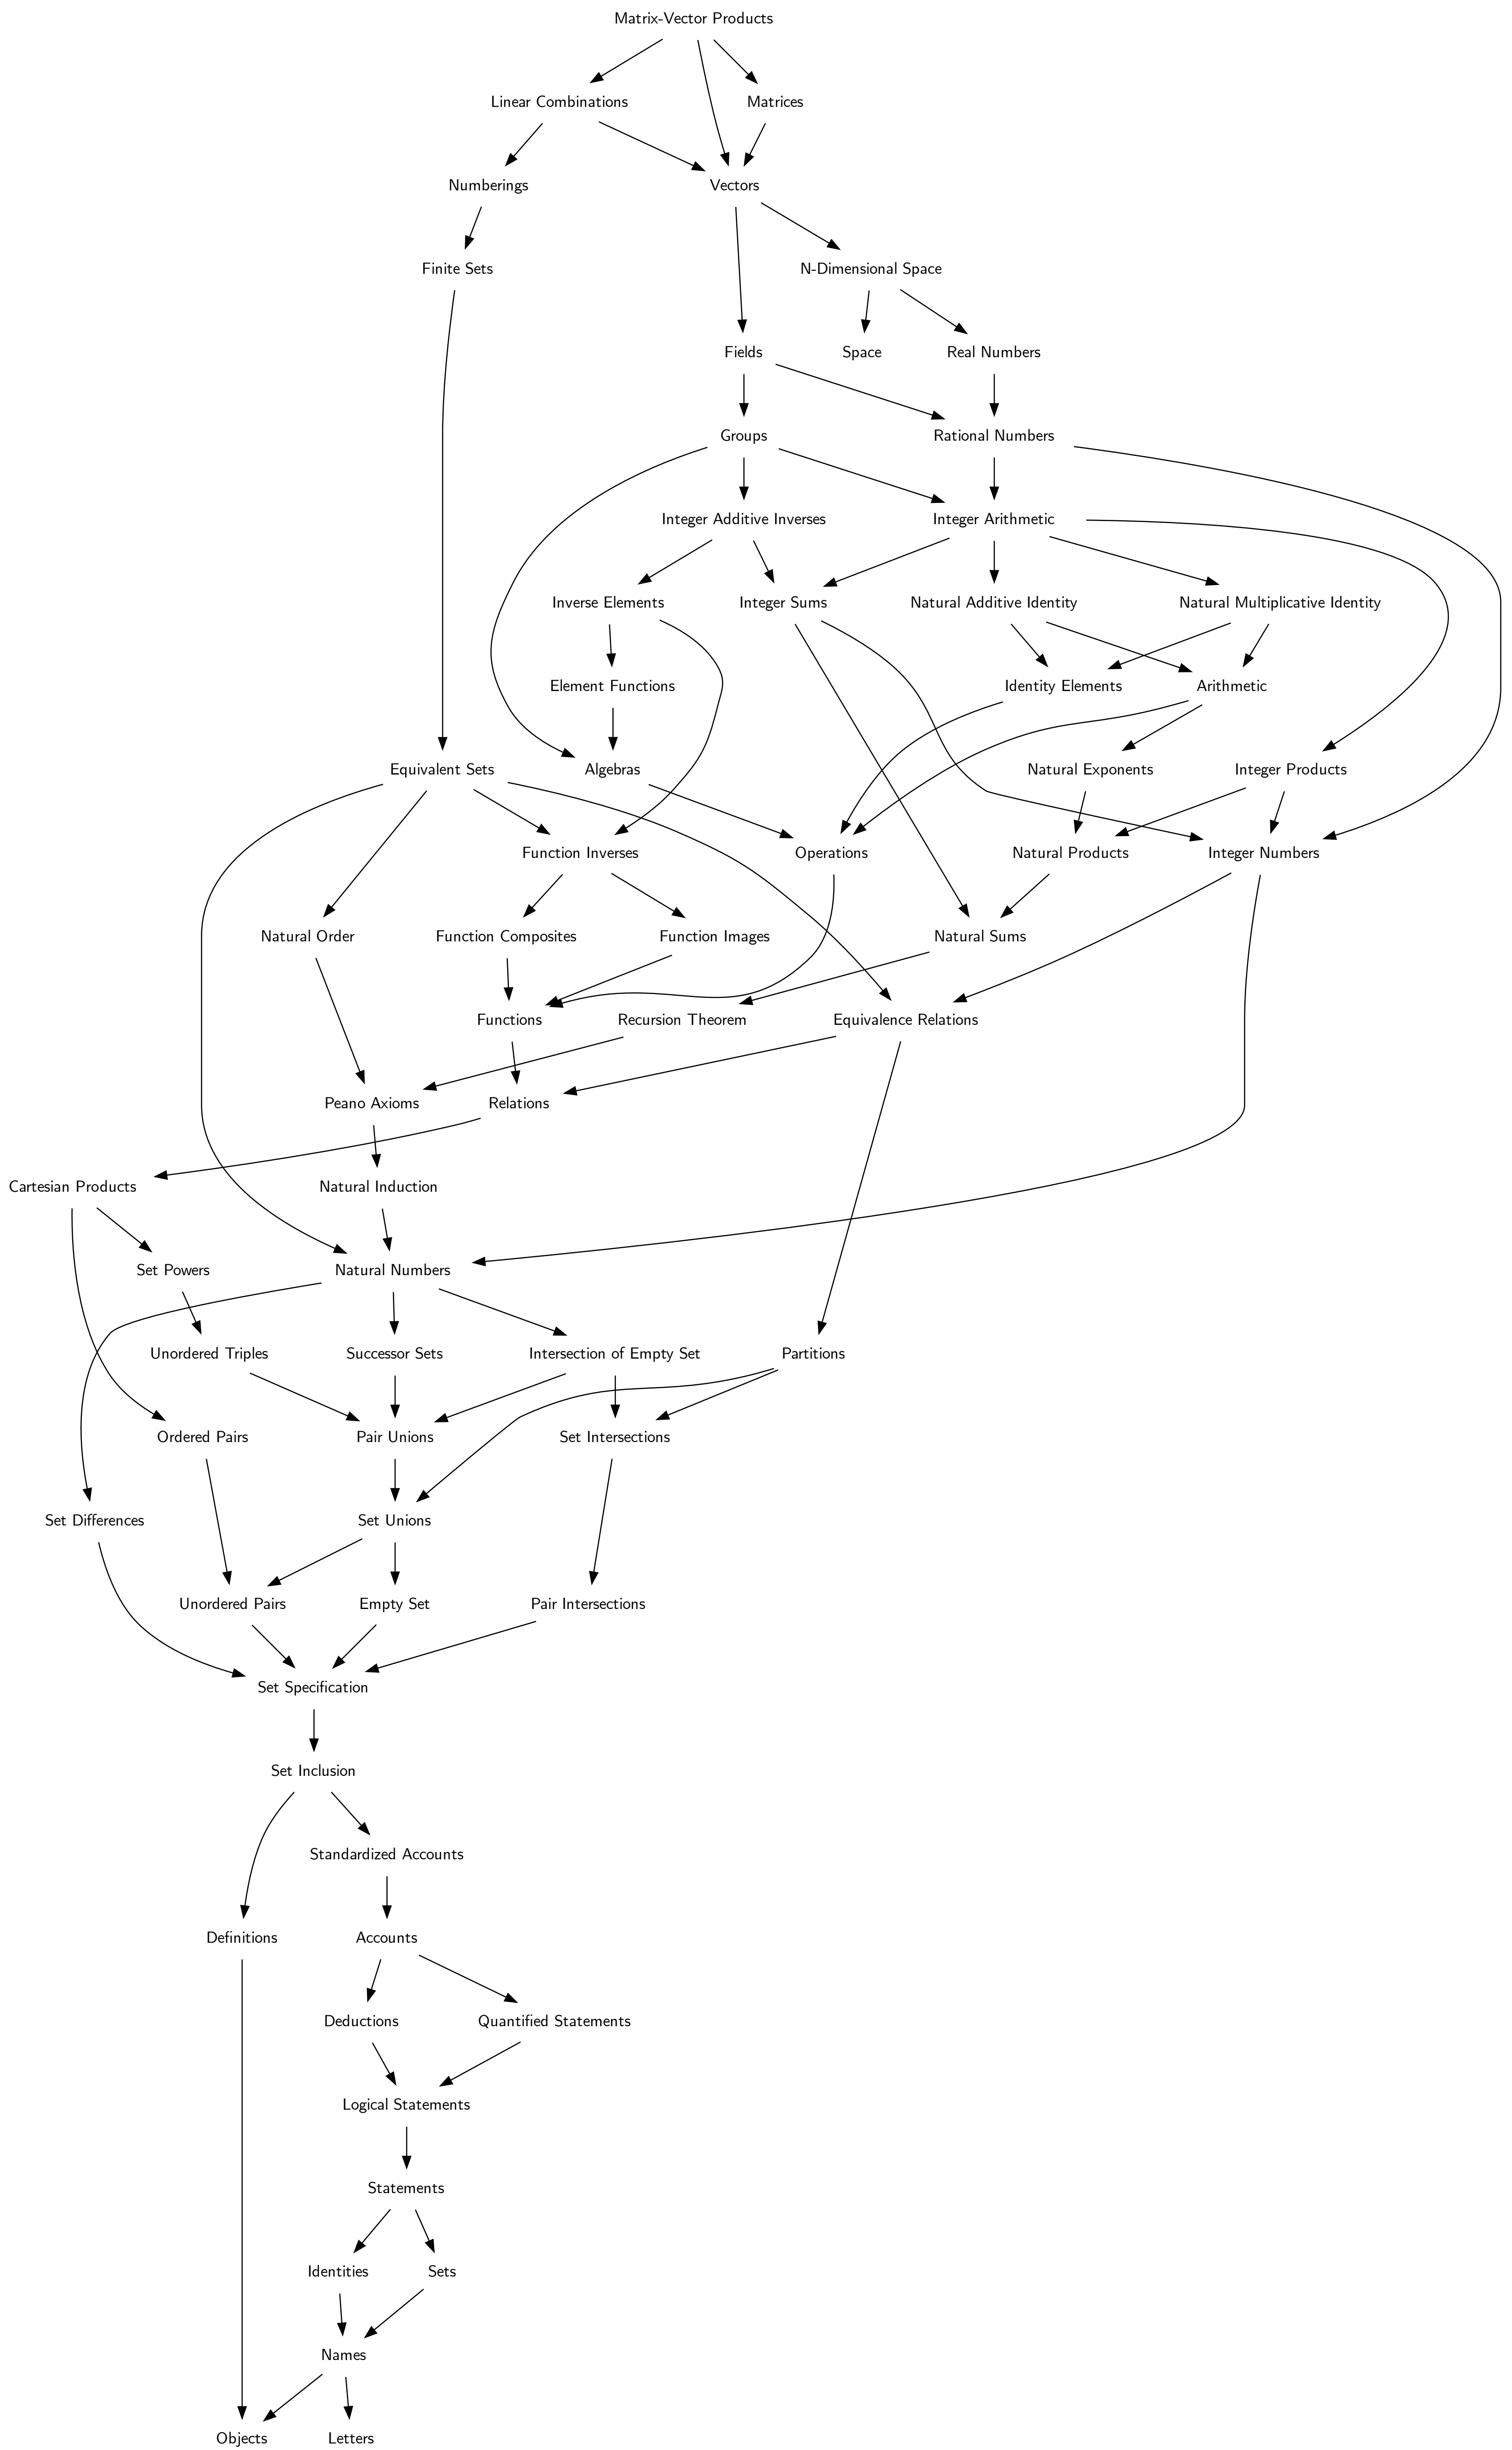 Matrix-Vector Products
Linear Combinations
Matrices
Numberings
Vectors
Finite Sets
N-Dimensional Space
Fields
Space
Real Numbers
Groups
Rational Numbers
Integer Additive Inverses
Integer Arithmetic
Inverse Elements
Integer Sums
Natural Additive Identity
Natural Multiplicative Identity
Element Functions
Identity Elements
Arithmetic
Equivalent Sets
Algebras
Natural Exponents
Integer Products
Function Inverses
Operations
Natural Products
Integer Numbers
Natural Order
Function Composites
Function Images
Natural Sums
Functions
Recursion Theorem
Equivalence Relations
Peano Axioms
Relations
Cartesian Products
Natural Induction
Set Powers
Natural Numbers
Unordered Triples
Successor Sets
Intersection of Empty Set
Partitions
Ordered Pairs
Pair Unions
Set Intersections
Set Differences
Set Unions
Unordered Pairs
Empty Set
Pair Intersections
Set Specification
Set Inclusion
Standardized Accounts
Definitions
Accounts
Deductions
Quantified Statements
Logical Statements
Statements
Identities
Sets
Names
Objects
Letters